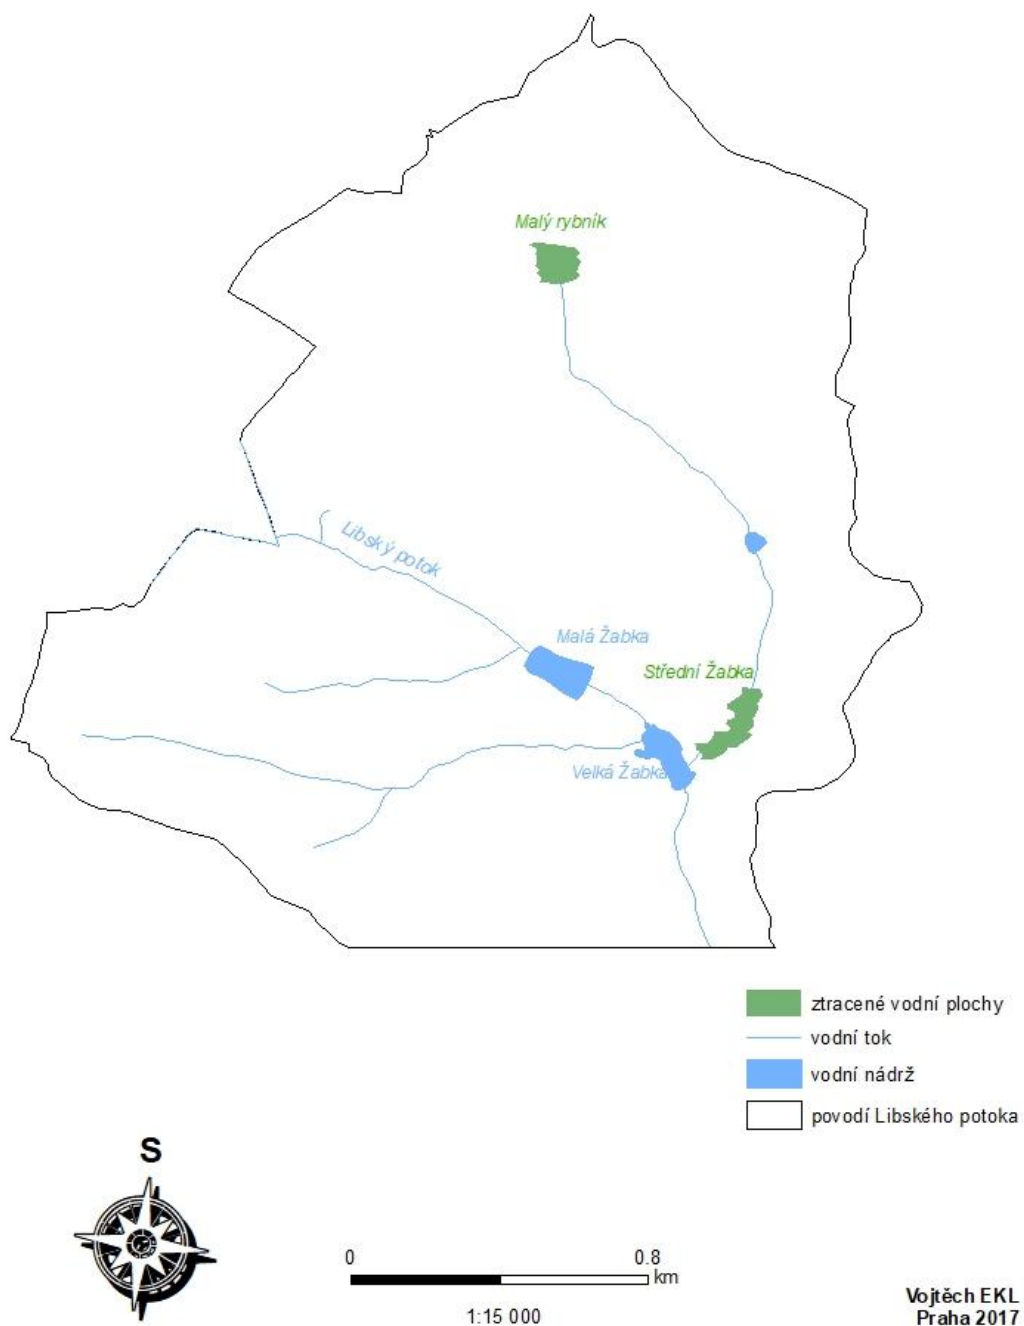 Malý rybník
Libský potok
Malá Žabka
Střední Žabka
Velká Žabka
ztracené vodní plochy
vodní tok
vodní nádrž
povodí Libského potoka
S
0 0.8
km
1:15 000
Vojtěch EKL
Praha 2017